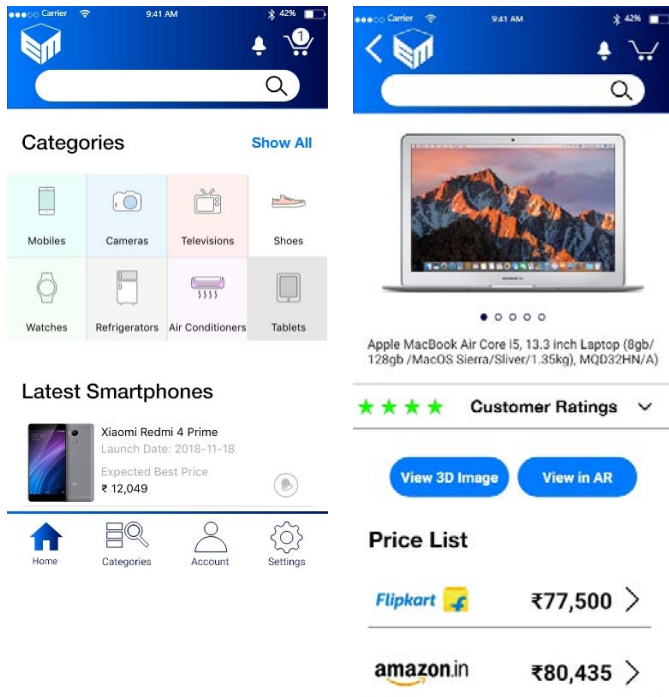 Carrier 9:41 AM 42%
EM
1
Categories Show All
Mobiles Cameras Televisions Shoes
Watches Refrigerators Air Conditioners Tablets
Latest Smartphones
Xiaomi Redmi 4 Prime
Launch Date: 2018-11-18
Expected Best Price
₹ 12,049
Home Categories Account Settings
Carrier 9:41 AM 42%
EM
Apple MacBook Air Core i5, 13.3 inch Laptop (8gb/
128gb /MacOS Sierra/Sliver/1.35kg), MQD32HN/A)
Customer Ratings
View 3D Image View in AR
Price List
Flipkart ₹77,500
amazon.in ₹80,435